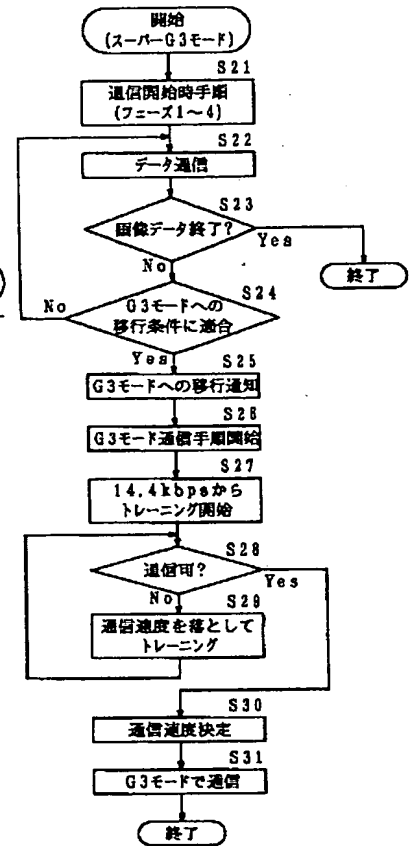 開始
(スーパーG3モード)
S21
通信開始時手順
(フェーズ1～4)
S22
データ通信
S23
画像データ終了?
Yes
No
終了
S24
No
G3モードへの
移行条件に適合
Yes
S25
G3モードへの移行通知
S26
G3モード通信手順開始
S27
14.4kbpsから
トレーニング開始
S28
通信可?
Yes
No
S29
通信速度を落として
トレーニング
S30
通信速度決定
S31
G3モードで通信
終了